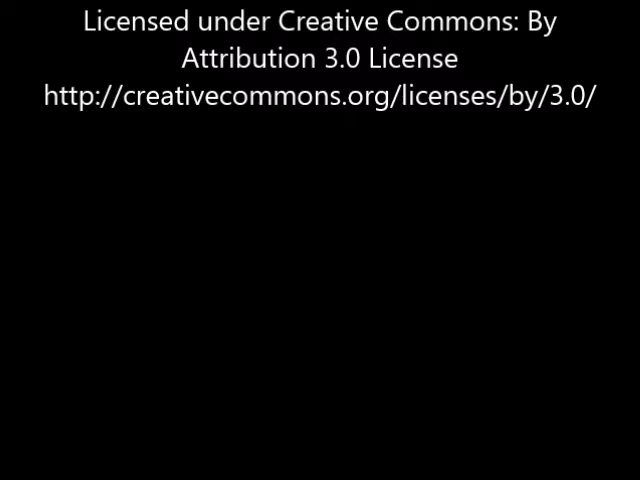 Licensed under Creative Commons: By
Attribution 3.0 License
http://creativecommons.org/licenses/by/3.0/